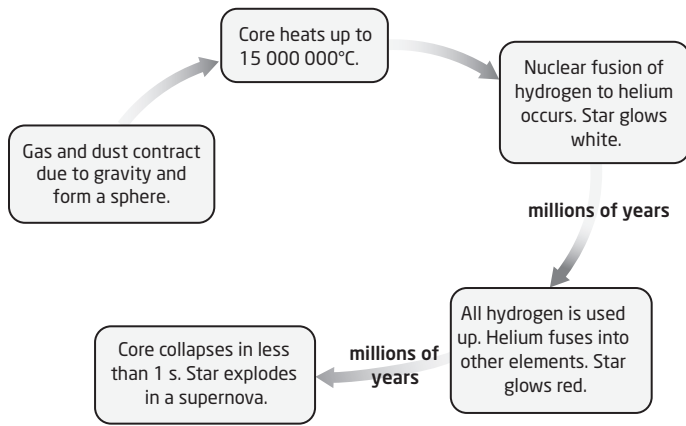 Gas and dust contract
due to gravity and
form a sphere.
Core heats up to
15 000 000°C.
Nuclear fusion of
hydrogen to helium
occurs. Star glows
white.
millions of years
All hydrogen is used
up. Helium fuses into
other elements. Star
glows red.
millions of
years
Core collapses in less
than 1 s. Star explodes
in a supernova.